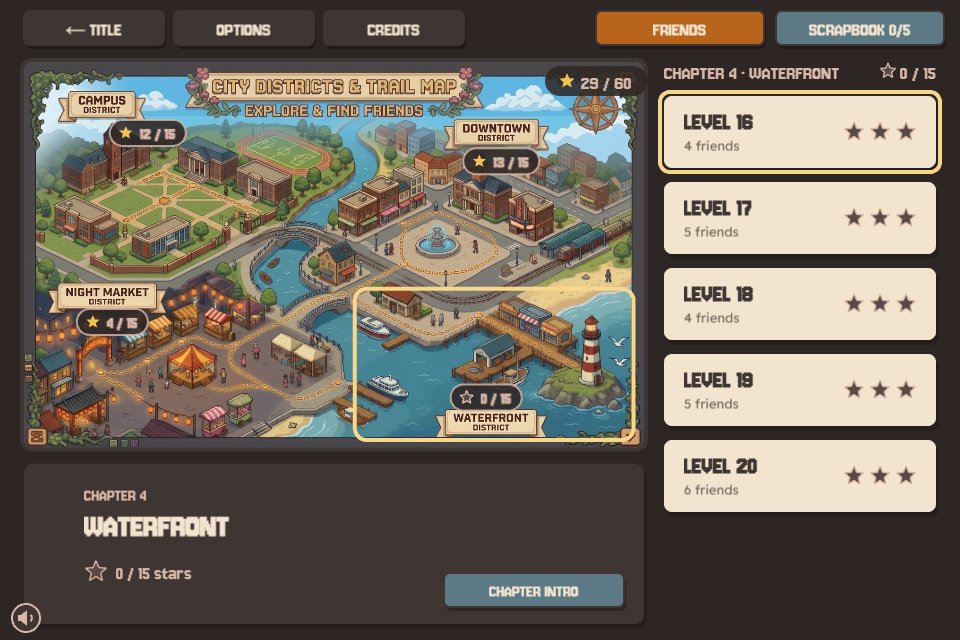 ← TITLE
OPTIONS
CREDITS
FRIENDS
SCRAPBOOK 0/5
CITY DISTRICTS & TRAIL MAP
EXPLORE & FIND FRIENDS
29 / 60
CAMPUS
DISTRICT
12 / 15
DOWNTOWN
DISTRICT
13 / 15
NIGHT MARKET
DISTRICT
4 / 15
0 / 15
WATERFRONT
DISTRICT
CHAPTER 4 · WATERFRONT
0 / 15
LEVEL 16
4 friends
LEVEL 17
5 friends
LEVEL 18
4 friends
LEVEL 19
5 friends
LEVEL 20
6 friends
CHAPTER 4
WATERFRONT
0 / 15 stars
CHAPTER INTRO